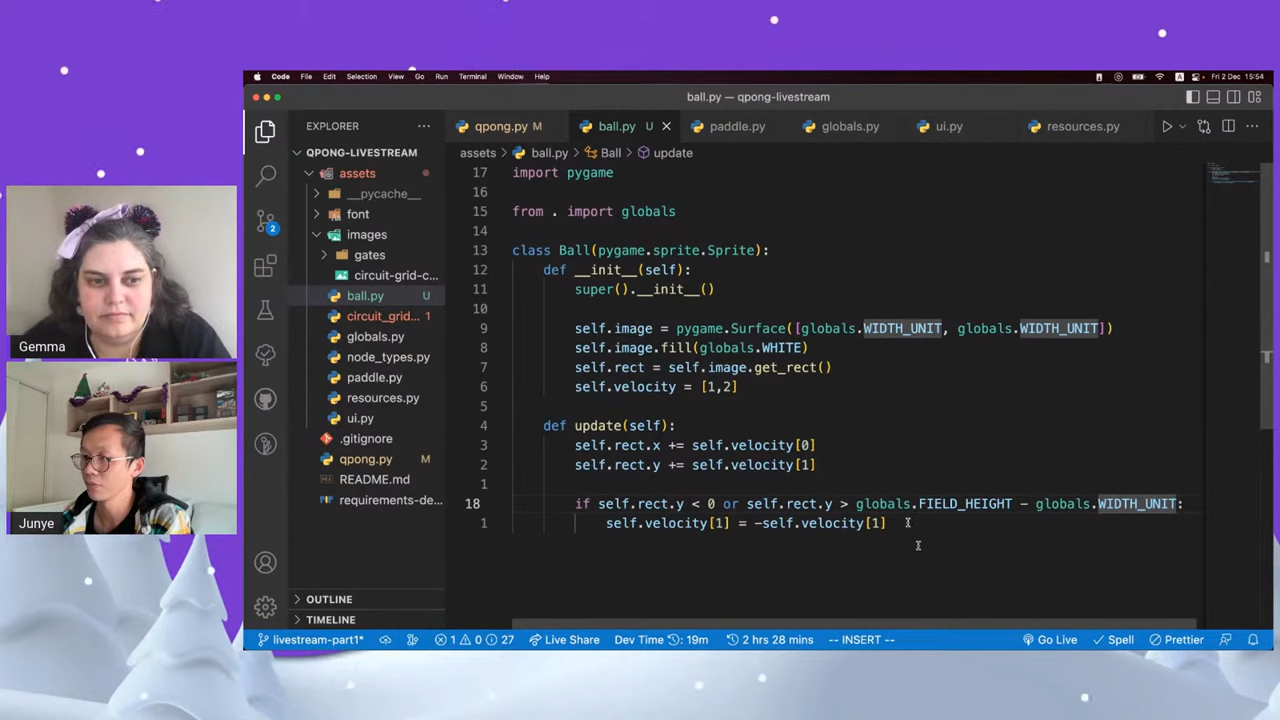 Code File Edit Selection View Go Run Terminal Window Help
A Fri 2 Dec 15:54
ball.py — qpong-livestream
EXPLORER
qpong.py M
ball.py U
paddle.py
globals.py
ui.py
resources.py
QPONG-LIVESTREAM
assets > ball.py > Ball > update
assets
__pycache__
font
images
gates
circuit-grid-c...
ball.py U
circuit_grid... 1
globals.py
node_types.py
paddle.py
resources.py
ui.py
.gitignore
qpong.py M
README.md
requirements-de...
OUTLINE
TIMELINE
2
17 import pygame
16
15 from . import globals
14
13 class Ball(pygame.sprite.Sprite):
12 def __init__(self):
11 super().__init__()
10
9 self.image = pygame.Surface([globals.WIDTH_UNIT, globals.WIDTH_UNIT])
8 self.image.fill(globals.WHITE)
7 self.rect = self.image.get_rect()
6 self.velocity = [1,2]
5
4 def update(self):
3 self.rect.x += self.velocity[0]
2 self.rect.y += self.velocity[1]
1
18 if self.rect.y < 0 or self.rect.y > globals.FIELD_HEIGHT - globals.WIDTH_UNIT:
1 self.velocity[1] = -self.velocity[1]
Gemma
Junye
livestream-part1* 1 0 27 Live Share Dev Time : 19m 2 hrs 28 mins -- INSERT -- Go Live Spell Prettier